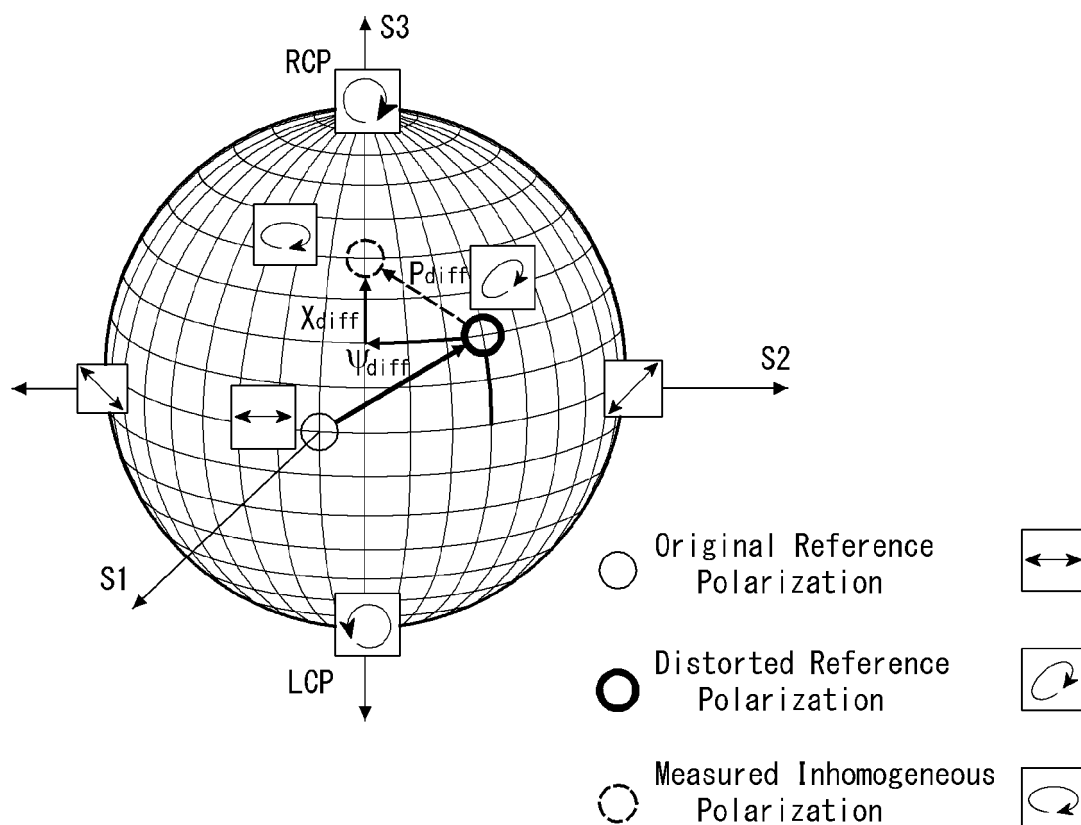 S3
RCP
Pdiff
Xdiff
Ψdiff
S2
S1
LCP
Original Reference
Polarization
Distorted Reference
Polarization
Measured Inhomogeneous
Polarization